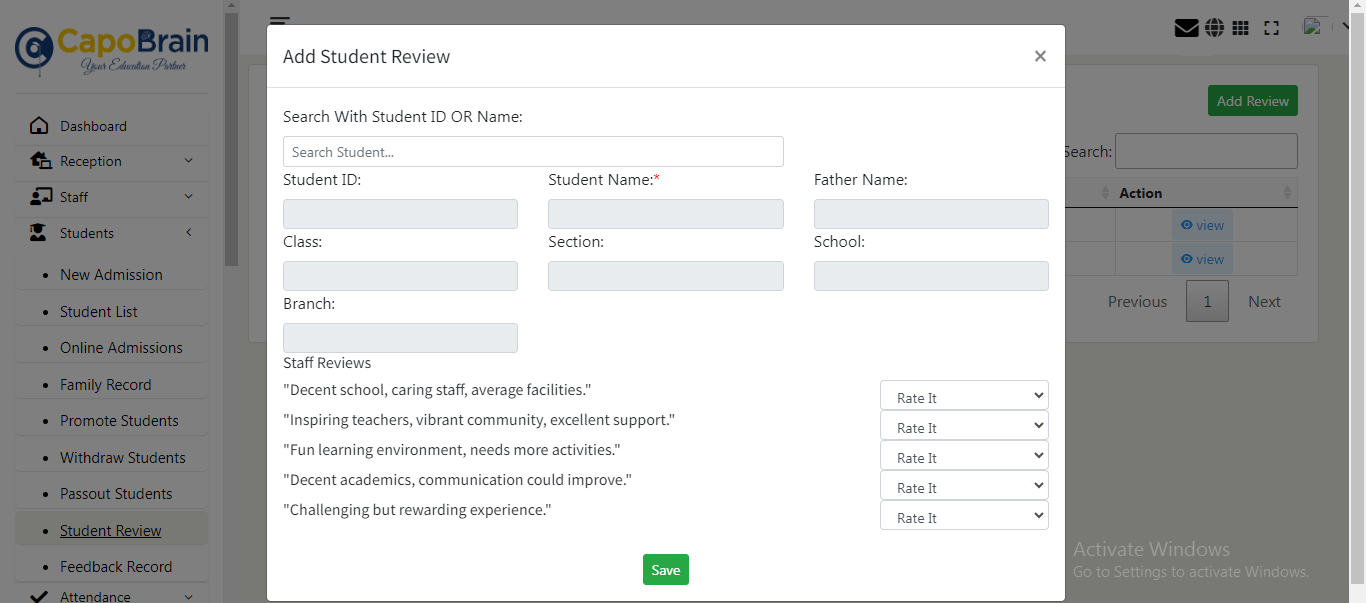 CapoBrain
Your Education Partner
Dashboard
Reception
Staff
Students
New Admission
Student List
Online Admissions
Family Record
Promote Students
Withdraw Students
Passout Students
Student Review
Feedback Record
Attendance
Add Student Review
×
Search With Student ID OR Name:
Search Student...
Student ID: Student Name:* Father Name:
Class: Section: School:
Branch:
Staff Reviews
"Decent school, caring staff, average facilities." Rate It
"Inspiring teachers, vibrant community, excellent support." Rate It
"Fun learning environment, needs more activities." Rate It
"Decent academics, communication could improve." Rate It
"Challenging but rewarding experience." Rate It
Save
Add Review
Search:
Action
view
view
Previous 1 Next
Activate Windows
Go to Settings to activate Windows.